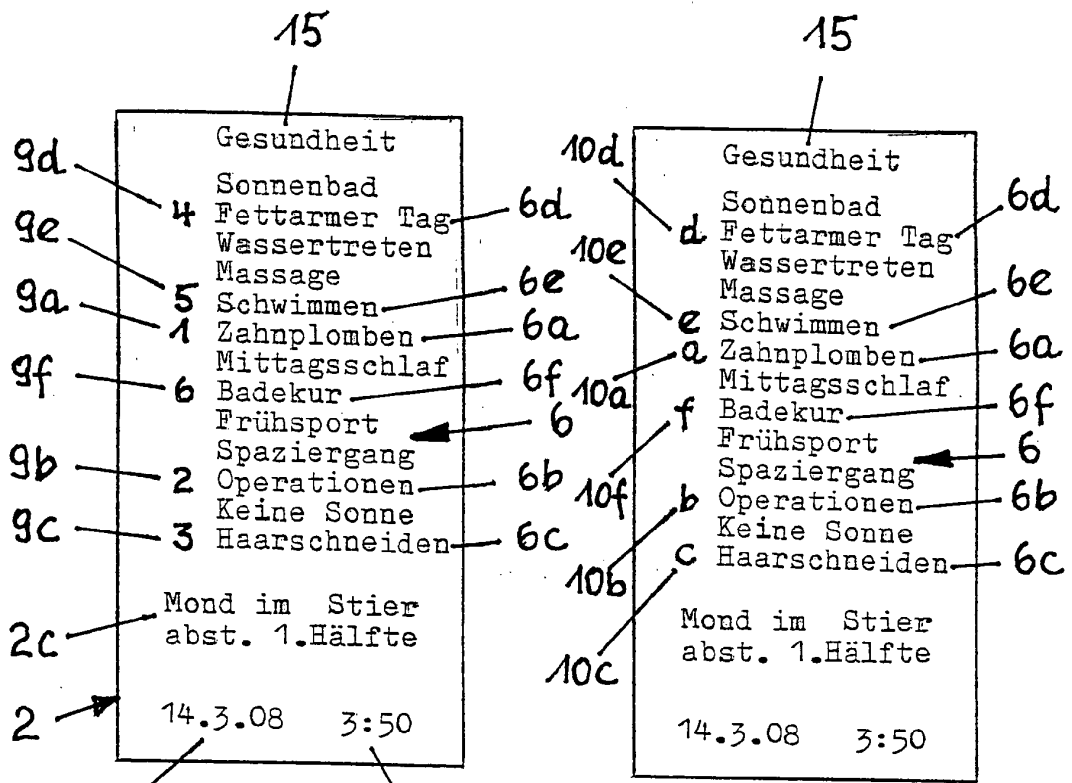 15
Gesundheit
Sonnenbad
9d 4 Fettarmer Tag 6d
Wassertreten
9e Massage
5 Schwimmen 6e
9a 1 Zahnplomben 6a
Mittagsschlaf
9f 6 Badekur 6f
Frühsport 6
Spaziergang
9b 2 Operationen 6b
Keine Sonne
9c 3 Haarschneiden 6c
Mond im Stier
2c abst. 1.Hälfte
2 14.3.08 3:50
15
Gesundheit
10d Sonnenbad
d Fettarmer Tag 6d
Wassertreten
10e Massage
e Schwimmen 6e
a Zahnplomben 6a
10a Mittagsschlaf
f Badekur 6f
Frühsport 6
Spaziergang
10f b Operationen 6b
Keine Sonne
10b c Haarschneiden 6c
Mond im Stier
10c abst. 1.Hälfte
14.3.08 3:50